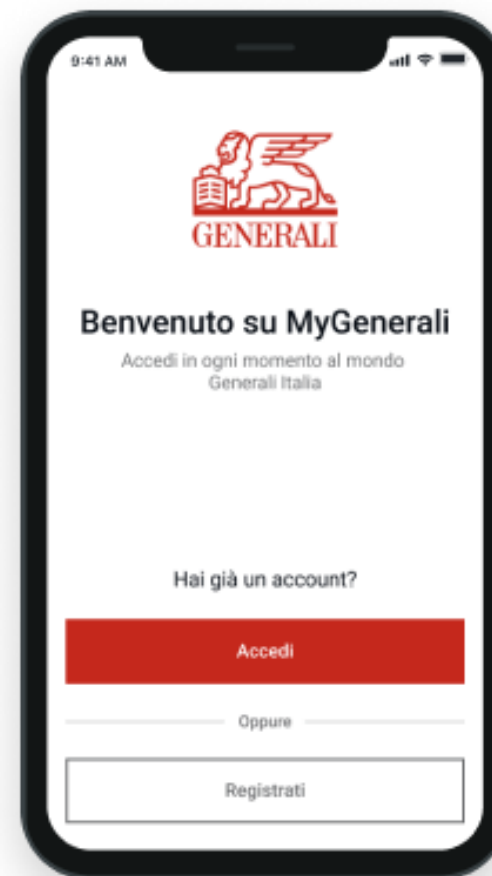 9:41 AM
GENERALI
Benvenuto su MyGenerali
Accedi in ogni momento al mondo
Generali Italia
Hai già un account?
Accedi
Oppure
Registrati